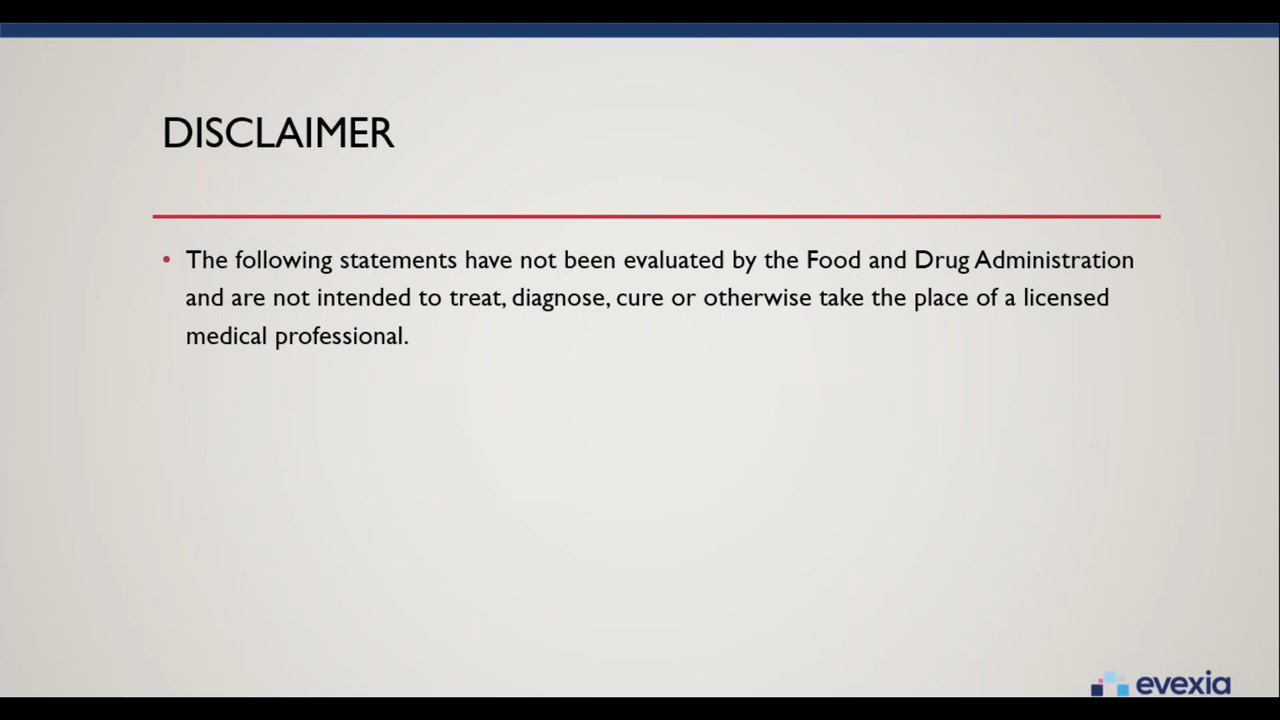 DISCLAIMER
• The following statements have not been evaluated by the Food and Drug Administration
and are not intended to treat, diagnose, cure or otherwise take the place of a licensed
medical professional.
evexia